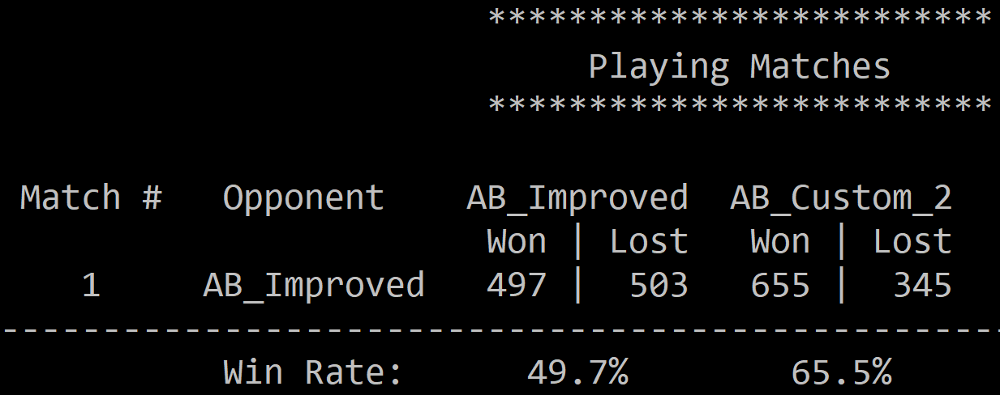 *************************
Playing Matches
*************************
Match #   Opponent    AB_Improved  AB_Custom_2
Won | Lost   Won | Lost
1     AB_Improved   497 |  503   655 |  345
--------------------------------------------------
Win Rate:      49.7%        65.5%